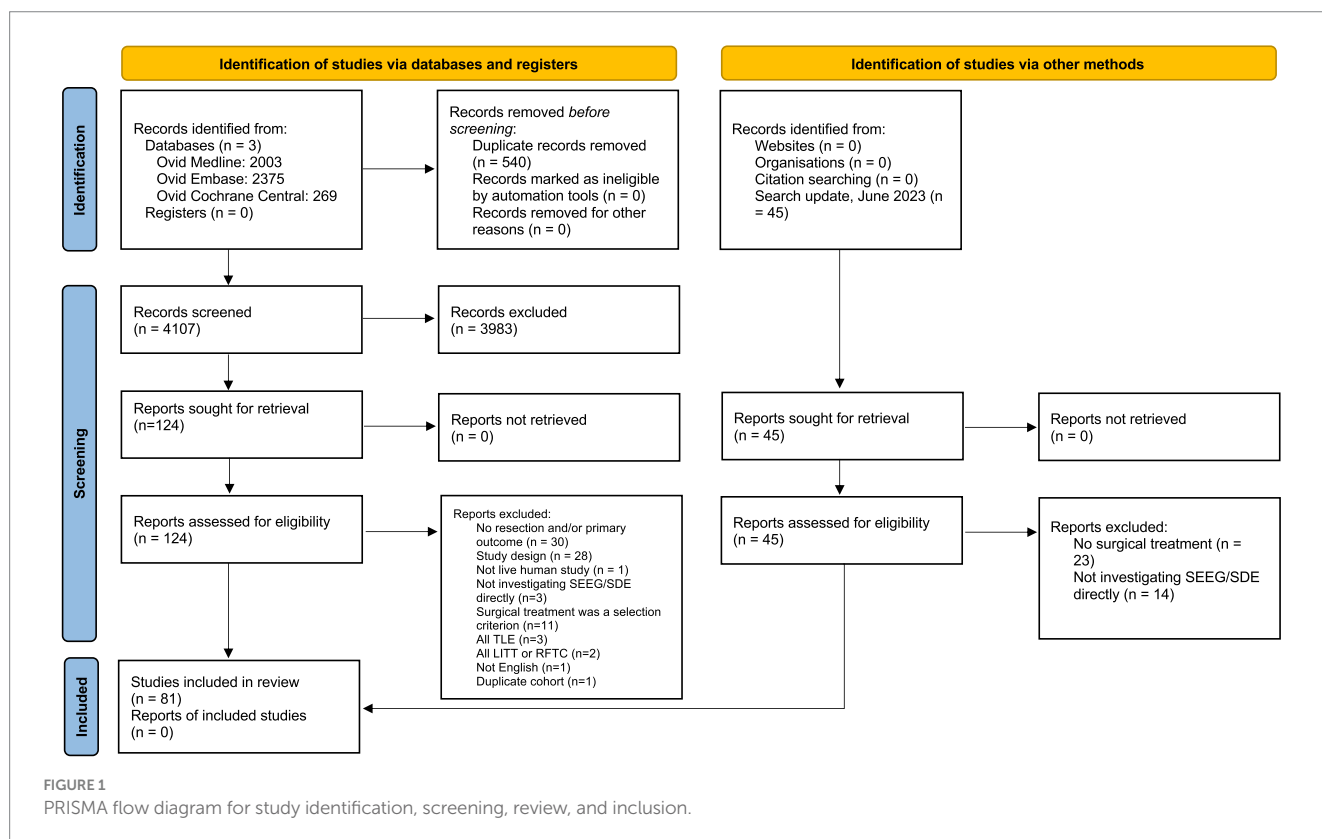 Identification of studies via databases and registers
Identification of studies via other methods
Identification
Records identified from:
Databases (n = 3)
Ovid Medline: 2003
Ovid Embase: 2375
Ovid Cochrane Central: 269
Registers (n = 0)
Records removed before
screening:
Duplicate records removed
(n = 540)
Records marked as ineligible
by automation tools (n = 0)
Records removed for other
reasons (n = 0)
Records identified from:
Websites (n = 0)
Organisations (n = 0)
Citation searching (n = 0)
Search update, June 2023 (n
= 45)
Screening
Records screened
(n = 4107)
Records excluded
(n = 3983)
Reports sought for retrieval
(n=124)
Reports not retrieved
(n = 0)
Reports sought for retrieval
(n = 45)
Reports not retrieved
(n = 0)
Reports assessed for eligibility
(n = 124)
Reports excluded:
No resection and/or primary
outcome (n = 30)
Study design (n = 28)
Not live human study (n = 1)
Not investigating SEEG/SDE
directly (n=3)
Surgical treatment was a selection
criterion (n=11)
All TLE (n=3)
All LITT or RFTC (n=2)
Not English (n=1)
Duplicate cohort (n=1)
Reports assessed for eligibility
(n = 45)
Reports excluded:
No surgical treatment (n =
23)
Not investigating SEEG/SDE
directly (n = 14)
Included
Studies included in review
(n = 81)
Reports of included studies
(n = 0)
FIGURE 1
PRISMA flow diagram for study identification, screening, review, and inclusion.